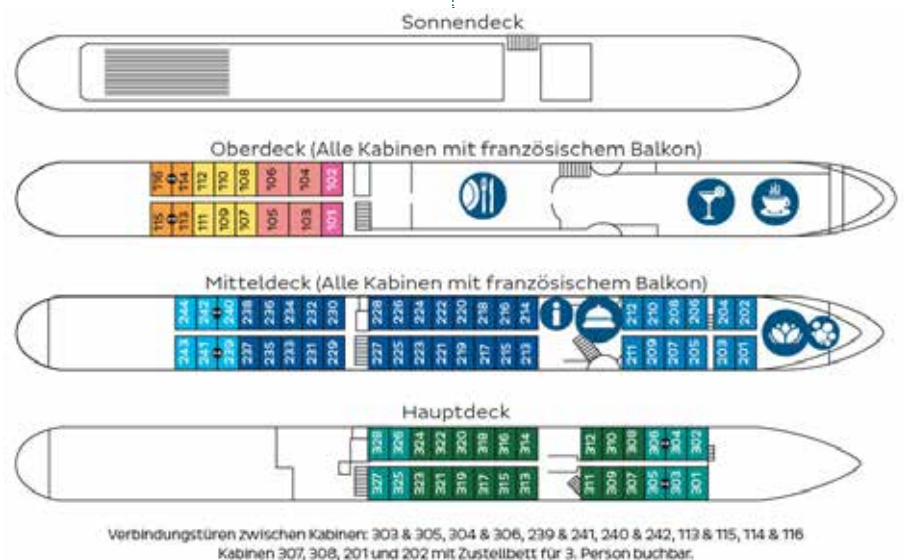 Sonnendeck
Oberdeck (Alle Kabinen mit französischem Balkon)
116 114 112 110 108 106 104 102
115 113 111 109 107 105 103 101
Mitteldeck (Alle Kabinen mit französischem Balkon)
244 242 240 238 236 234 232 230 228 226 224 222 220 218 216 214 212 210 208 206 204 202
243 241 239 237 235 233 231 229 227 225 223 221 219 217 215 213 211 209 207 205 203 201
Hauptdeck
328 326 324 322 320 318 316 314 312 310 308 306 304 302
327 325 323 321 319 317 315 313 311 309 307 305 303 301
Verbindungstüren zwischen Kabinen: 303 & 305, 304 & 306, 239 & 241, 240 & 242, 113 & 115, 114 & 116
Kabinen 307, 308, 201 und 202 mit Zustellbett für 3. Person buchbar.